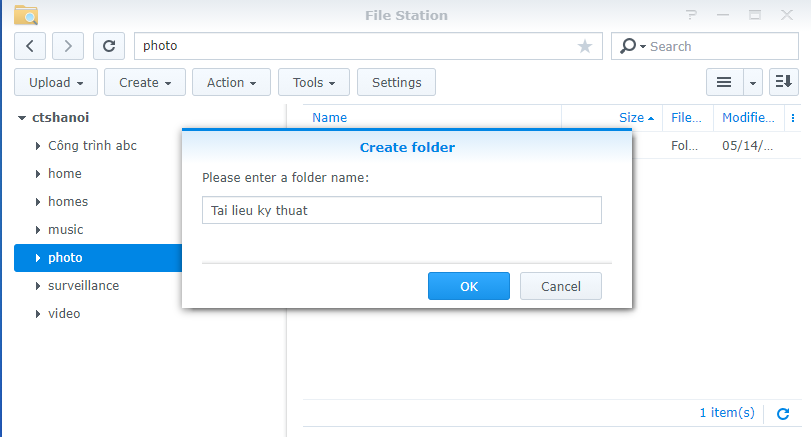 File Station
photo
Search
Upload Create Action Tools Settings
ctshanoi
Công trình abc
home
homes
music
photo
surveillance
video
Name Size File... Modifie...
Fol... 05/14/...
Create folder
Please enter a folder name:
Tai lieu ky thuat
OK Cancel
1 item(s)